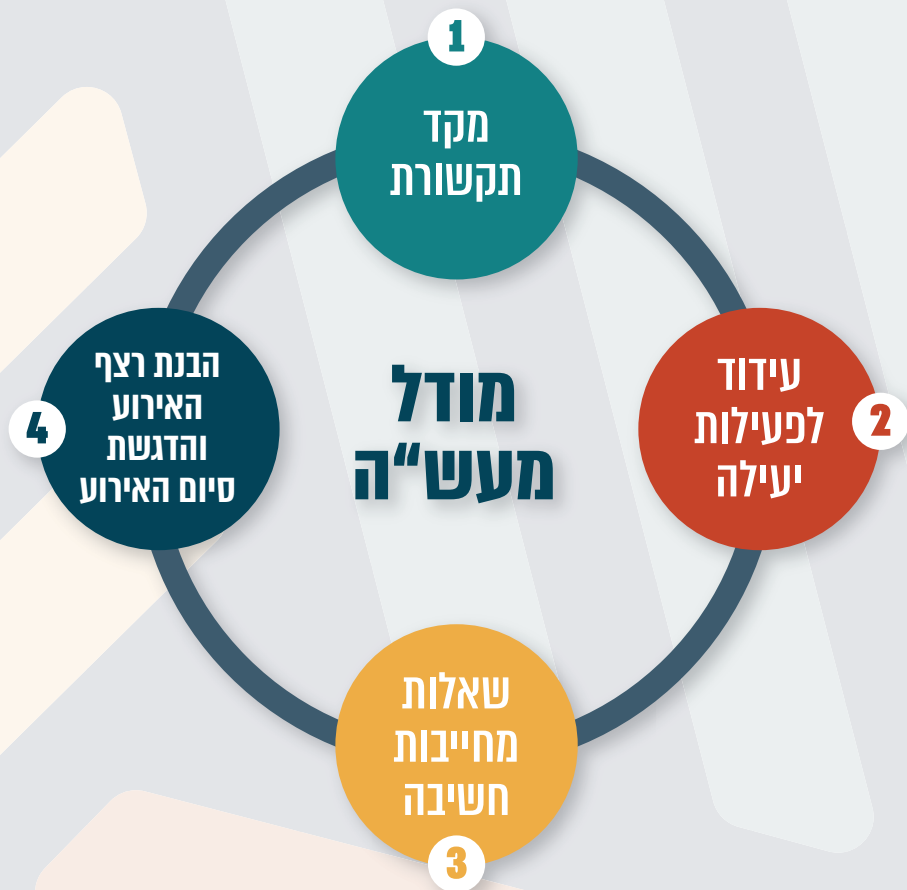 1
מקד
תקשורת
מודל
מעש"ה
עידוד
לפעילות
יעילה
2
שאלות
מחייבות
חשיבה
3
הבנת רצף
האירוע
והדגשת
סיום האירוע
4